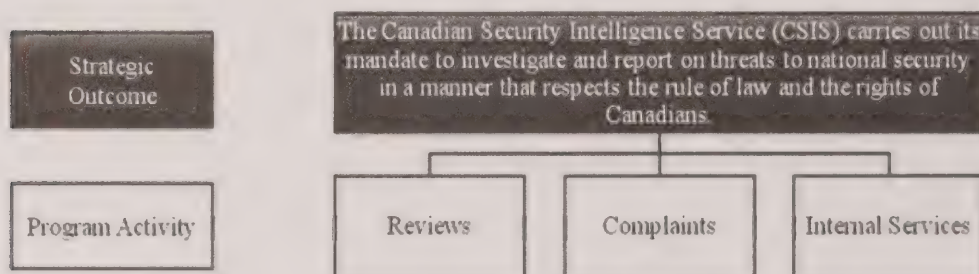 Strategic
Outcome
The Canadian Security Intelligence Service (CSIS) carries out its
mandate to investigate and report on threats to national security
in a manner that respects the rule of law and the rights of
Canadians.
Program Activity
Reviews
Complaints
Internal Services